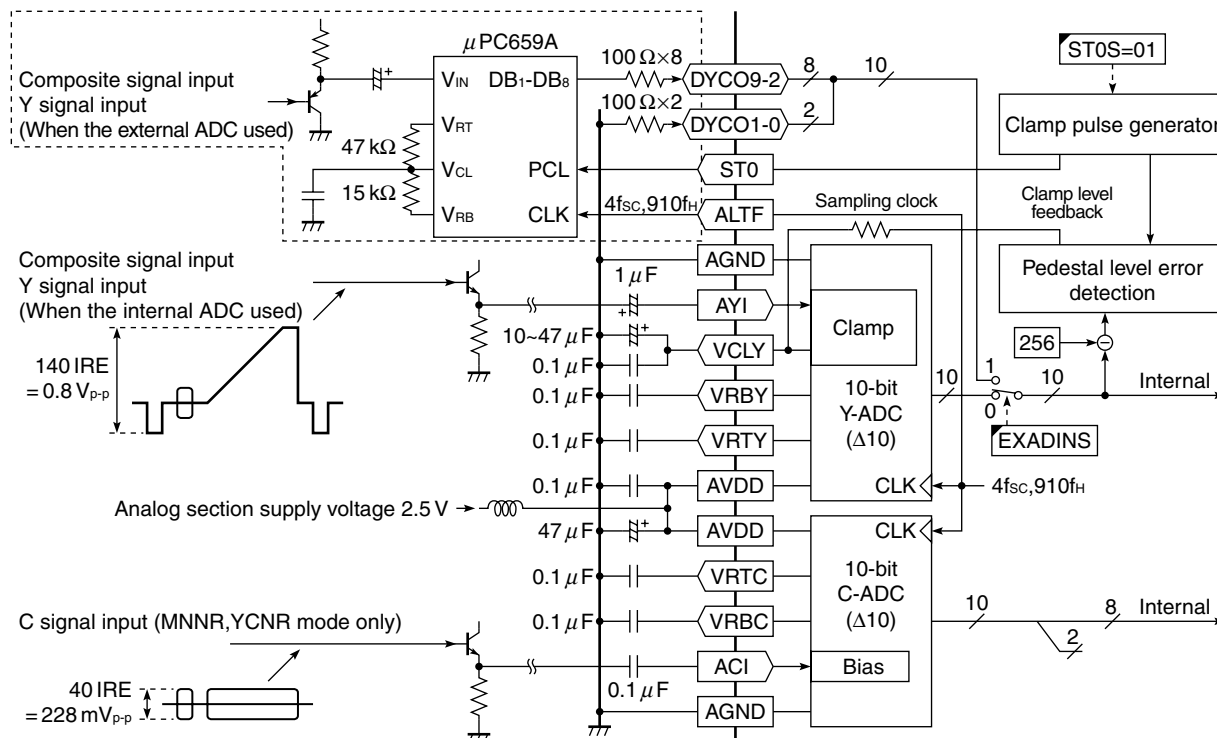 μPC659A
Composite signal input
Y signal input
(When the external ADC used)
+
VIN
DB1-DB8
VRT
47 kΩ
VCL
PCL
15 kΩ
VRB
CLK
100 Ω×8
DYCO9-2
8
10
100 Ω×2
DYCO1-0
2
ST0
4fSC,910fH
ALTF
ST0S=01
Clamp pulse generator
Sampling clock
Clamp level
feedback
Pedestal level error
detection
256
−
Composite signal input
Y signal input
(When the internal ADC used)
140 IRE
= 0.8 Vp-p
AGND
1 μF
+
AYI
Clamp
10~47 μF
+
VCLY
0.1 μF
0.1 μF
VRBY
10-bit
Y-ADC
(Δ10)
10
1
0
10
Internal
EXADINS
0.1 μF
VRTY
0.1 μF
AVDD
CLK
4fSC,910fH
Analog section supply voltage 2.5 V
47 μF
+
AVDD
CLK
0.1 μF
VRTC
10-bit
C-ADC
(Δ10)
0.1 μF
VRBC
10
8
Internal
2
C signal input (MNNR,YCNR mode only)
ACI
Bias
0.1 μF
40 IRE
= 228 mVp-p
AGND